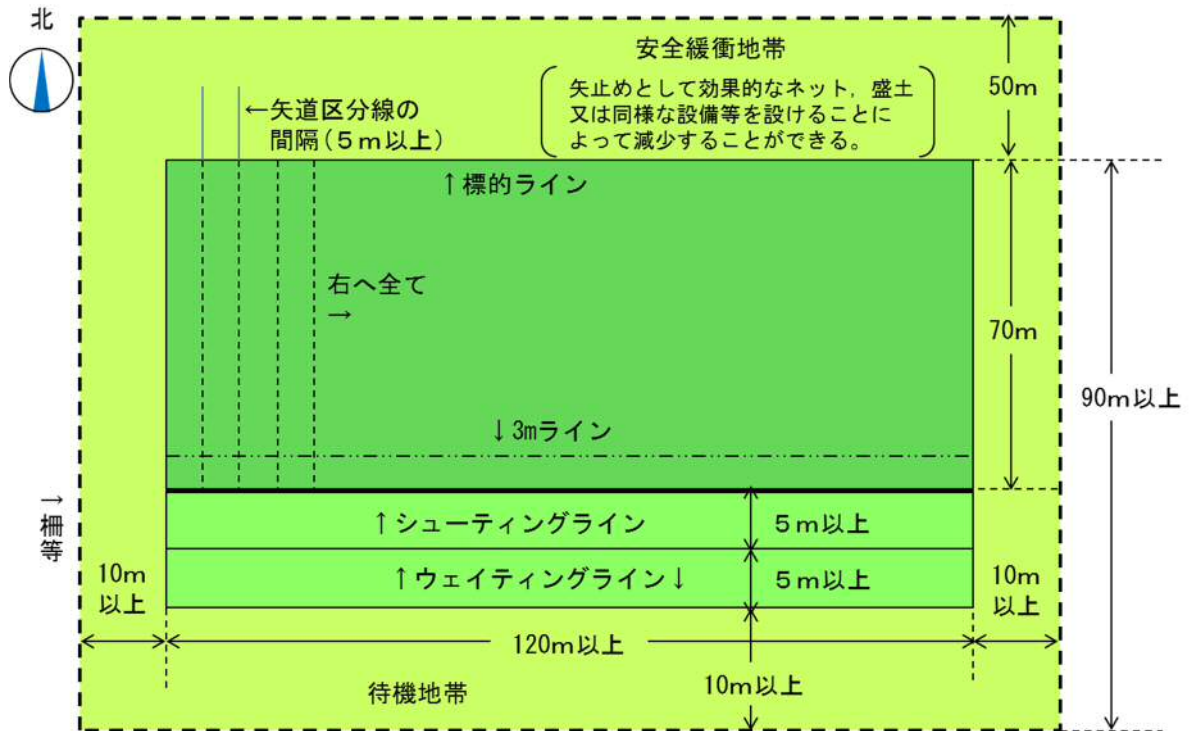 北
安全緩衝地帯
矢止めとして効果的なネット，盛土
又は同様な設備等を設けることに
よって減少することができる。
50m
←矢道区分線の
間隔（５ｍ以上）
↑標的ライン
右へ全て
→
70m
90m以上
↓3mライン
→柵等
↑シューティングライン
５ｍ以上
↑ウェイティングライン↓
５ｍ以上
10m
以上
10m
以上
120m以上
10m以上
待機地帯